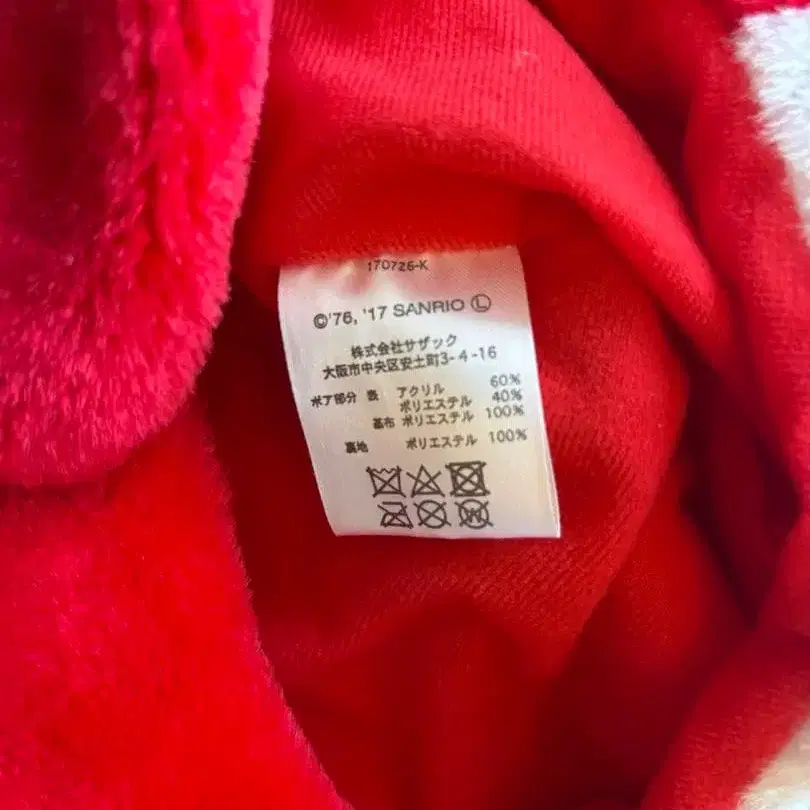 170726-K
©'76, '17 SANRIO Ⓛ
株式会社サザック
大阪市中央区安土町3-4-16
ボア部分 表 アクリル 60%
ポリエステル 40%
基布 ポリエステル 100%
裏地 ポリエステル 100%